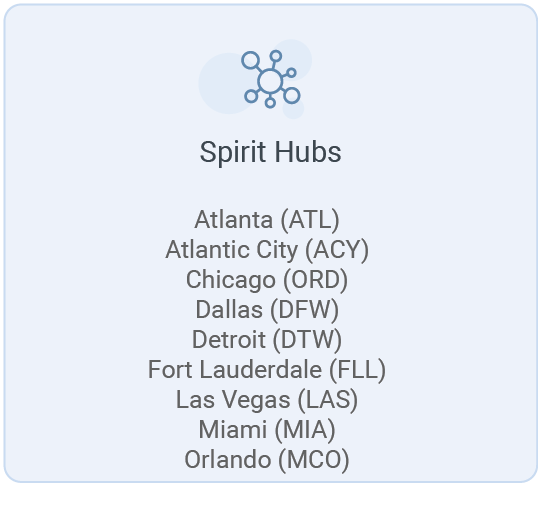 Spirit Hubs
Atlanta (ATL)
Atlantic City (ACY)
Chicago (ORD)
Dallas (DFW)
Detroit (DTW)
Fort Lauderdale (FLL)
Las Vegas (LAS)
Miami (MIA)
Orlando (MCO)